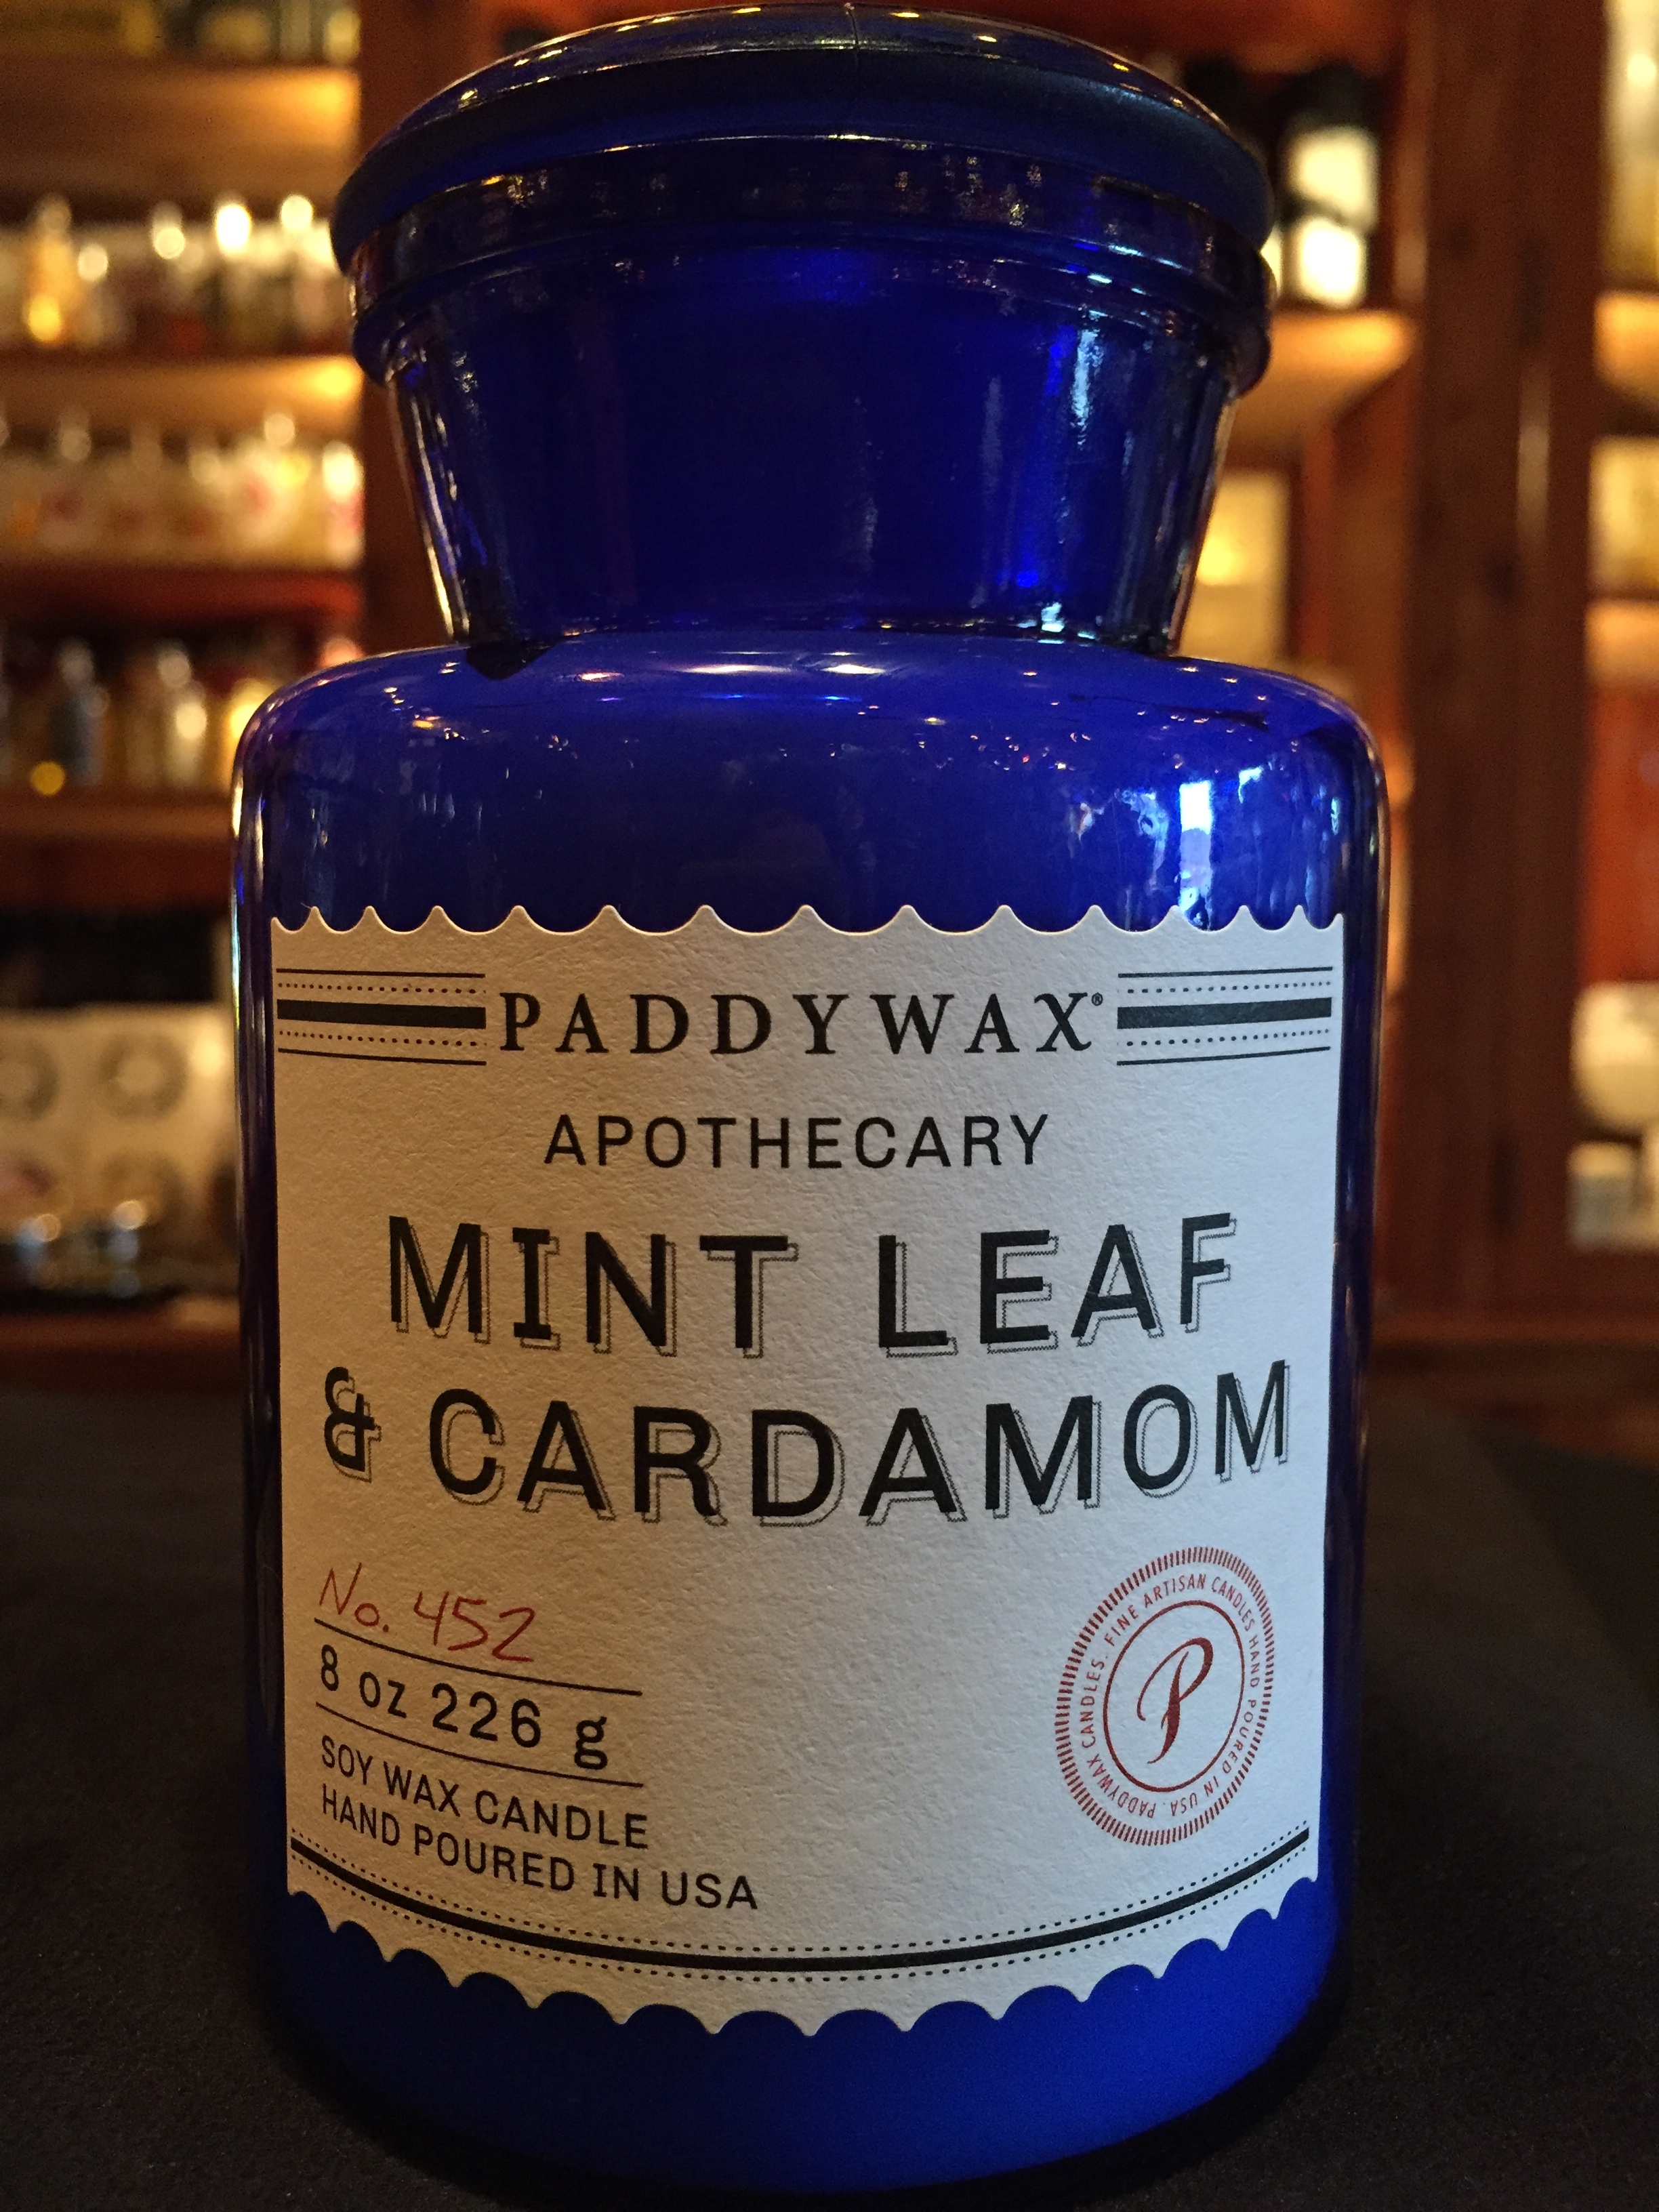 PADDYWAX®
APOTHECARY
MINT LEAF
& CARDAMOM
No. 452
8 oz 226 g
SOY WAX CANDLE
HAND POURED IN USA
PADDYWAX CANDLES. FINE ARTISAN CANDLES HAND POURED IN USA.
P